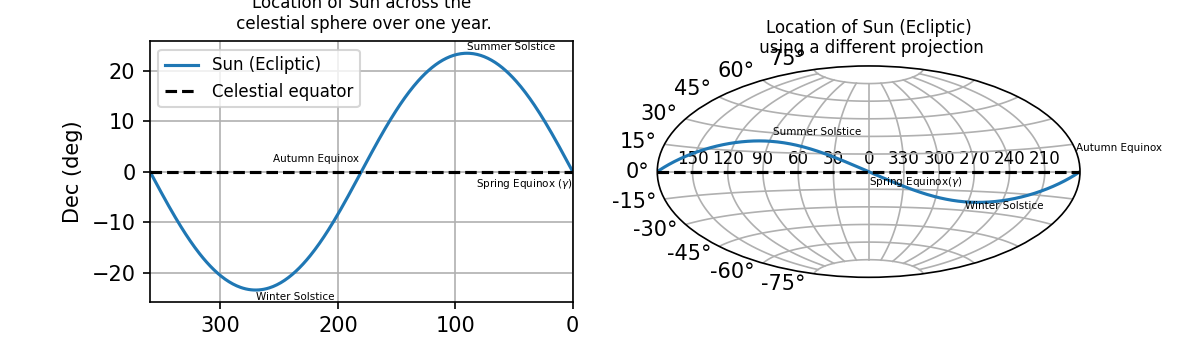 Location of Sun across the
celestial sphere over one year.
Summer Solstice
Sun (Ecliptic)
Celestial equator
20
10
0
−10
−20
Dec (deg)
Autumn Equinox
Spring Equinox (γ)
Winter Solstice
300
200
100
0
Location of Sun (Ecliptic)
using a different projection
75°
60°
45°
30°
15°
0°
-15°
-30°
-45°
-60°
-75°
Summer Solstice
Autumn Equinox
150 120 90 60 30 0 330 300 270 240 210
Spring Equinox(γ)
Winter Solstice